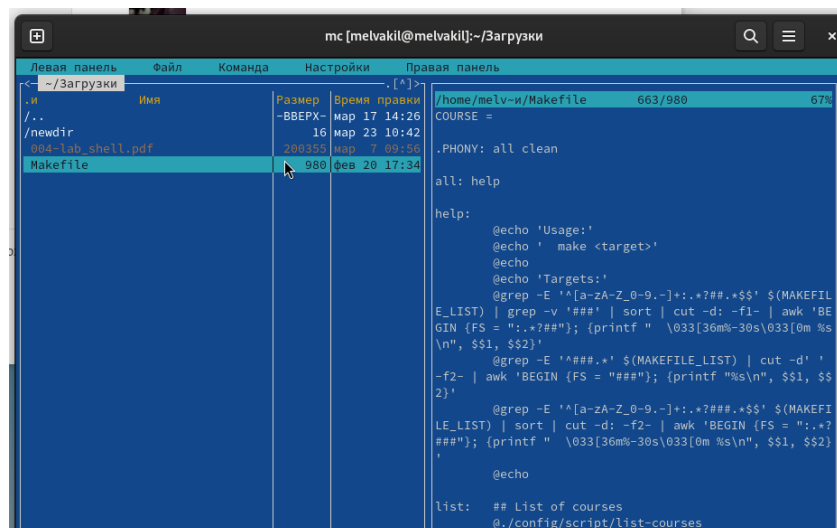 mc [melvakil@melvakil]:~/Загрузки
Левая панель Файл Команда Настройки Правая панель
<— ~/Загрузки .[^]>
.и Имя Размер Время правки
/.. -ВВЕРХ- мар 17 14:26
/newdir 16 мар 23 10:42
004-lab_shell.pdf 200355 мар 7 09:56
Makefile 980 фев 20 17:34
/home/melv~и/Makefile 663/980 67%
COURSE =
.PHONY: all clean
all: help
help:
@echo 'Usage:'
@echo '  make <target>'
@echo
@echo 'Targets:'
@grep -E '^[a-zA-Z_0-9.-]+:.*?##.*$$' $(MAKEFIL
E_LIST) | grep -v '###' | sort | cut -d: -f1- | awk 'BE
GIN {FS = ":.*?##"}; {printf "  \033[36m%-30s\033[0m %s
\n", $$1, $$2}'
@grep -E '^###.*' $(MAKEFILE_LIST) | cut -d' '
-f2- | awk 'BEGIN {FS = "###"}; {printf "%s\n", $$1, $$
2}'
@grep -E '^[a-zA-Z_0-9.-]+:.*?###.*$$' $(MAKEFI
LE_LIST) | sort | cut -d: -f2- | awk 'BEGIN {FS = ":.*?
###"}; {printf "  \033[36m%-30s\033[0m %s\n", $$1, $$2}
'
@echo
list:   ## List of courses
@./config/script/list-courses